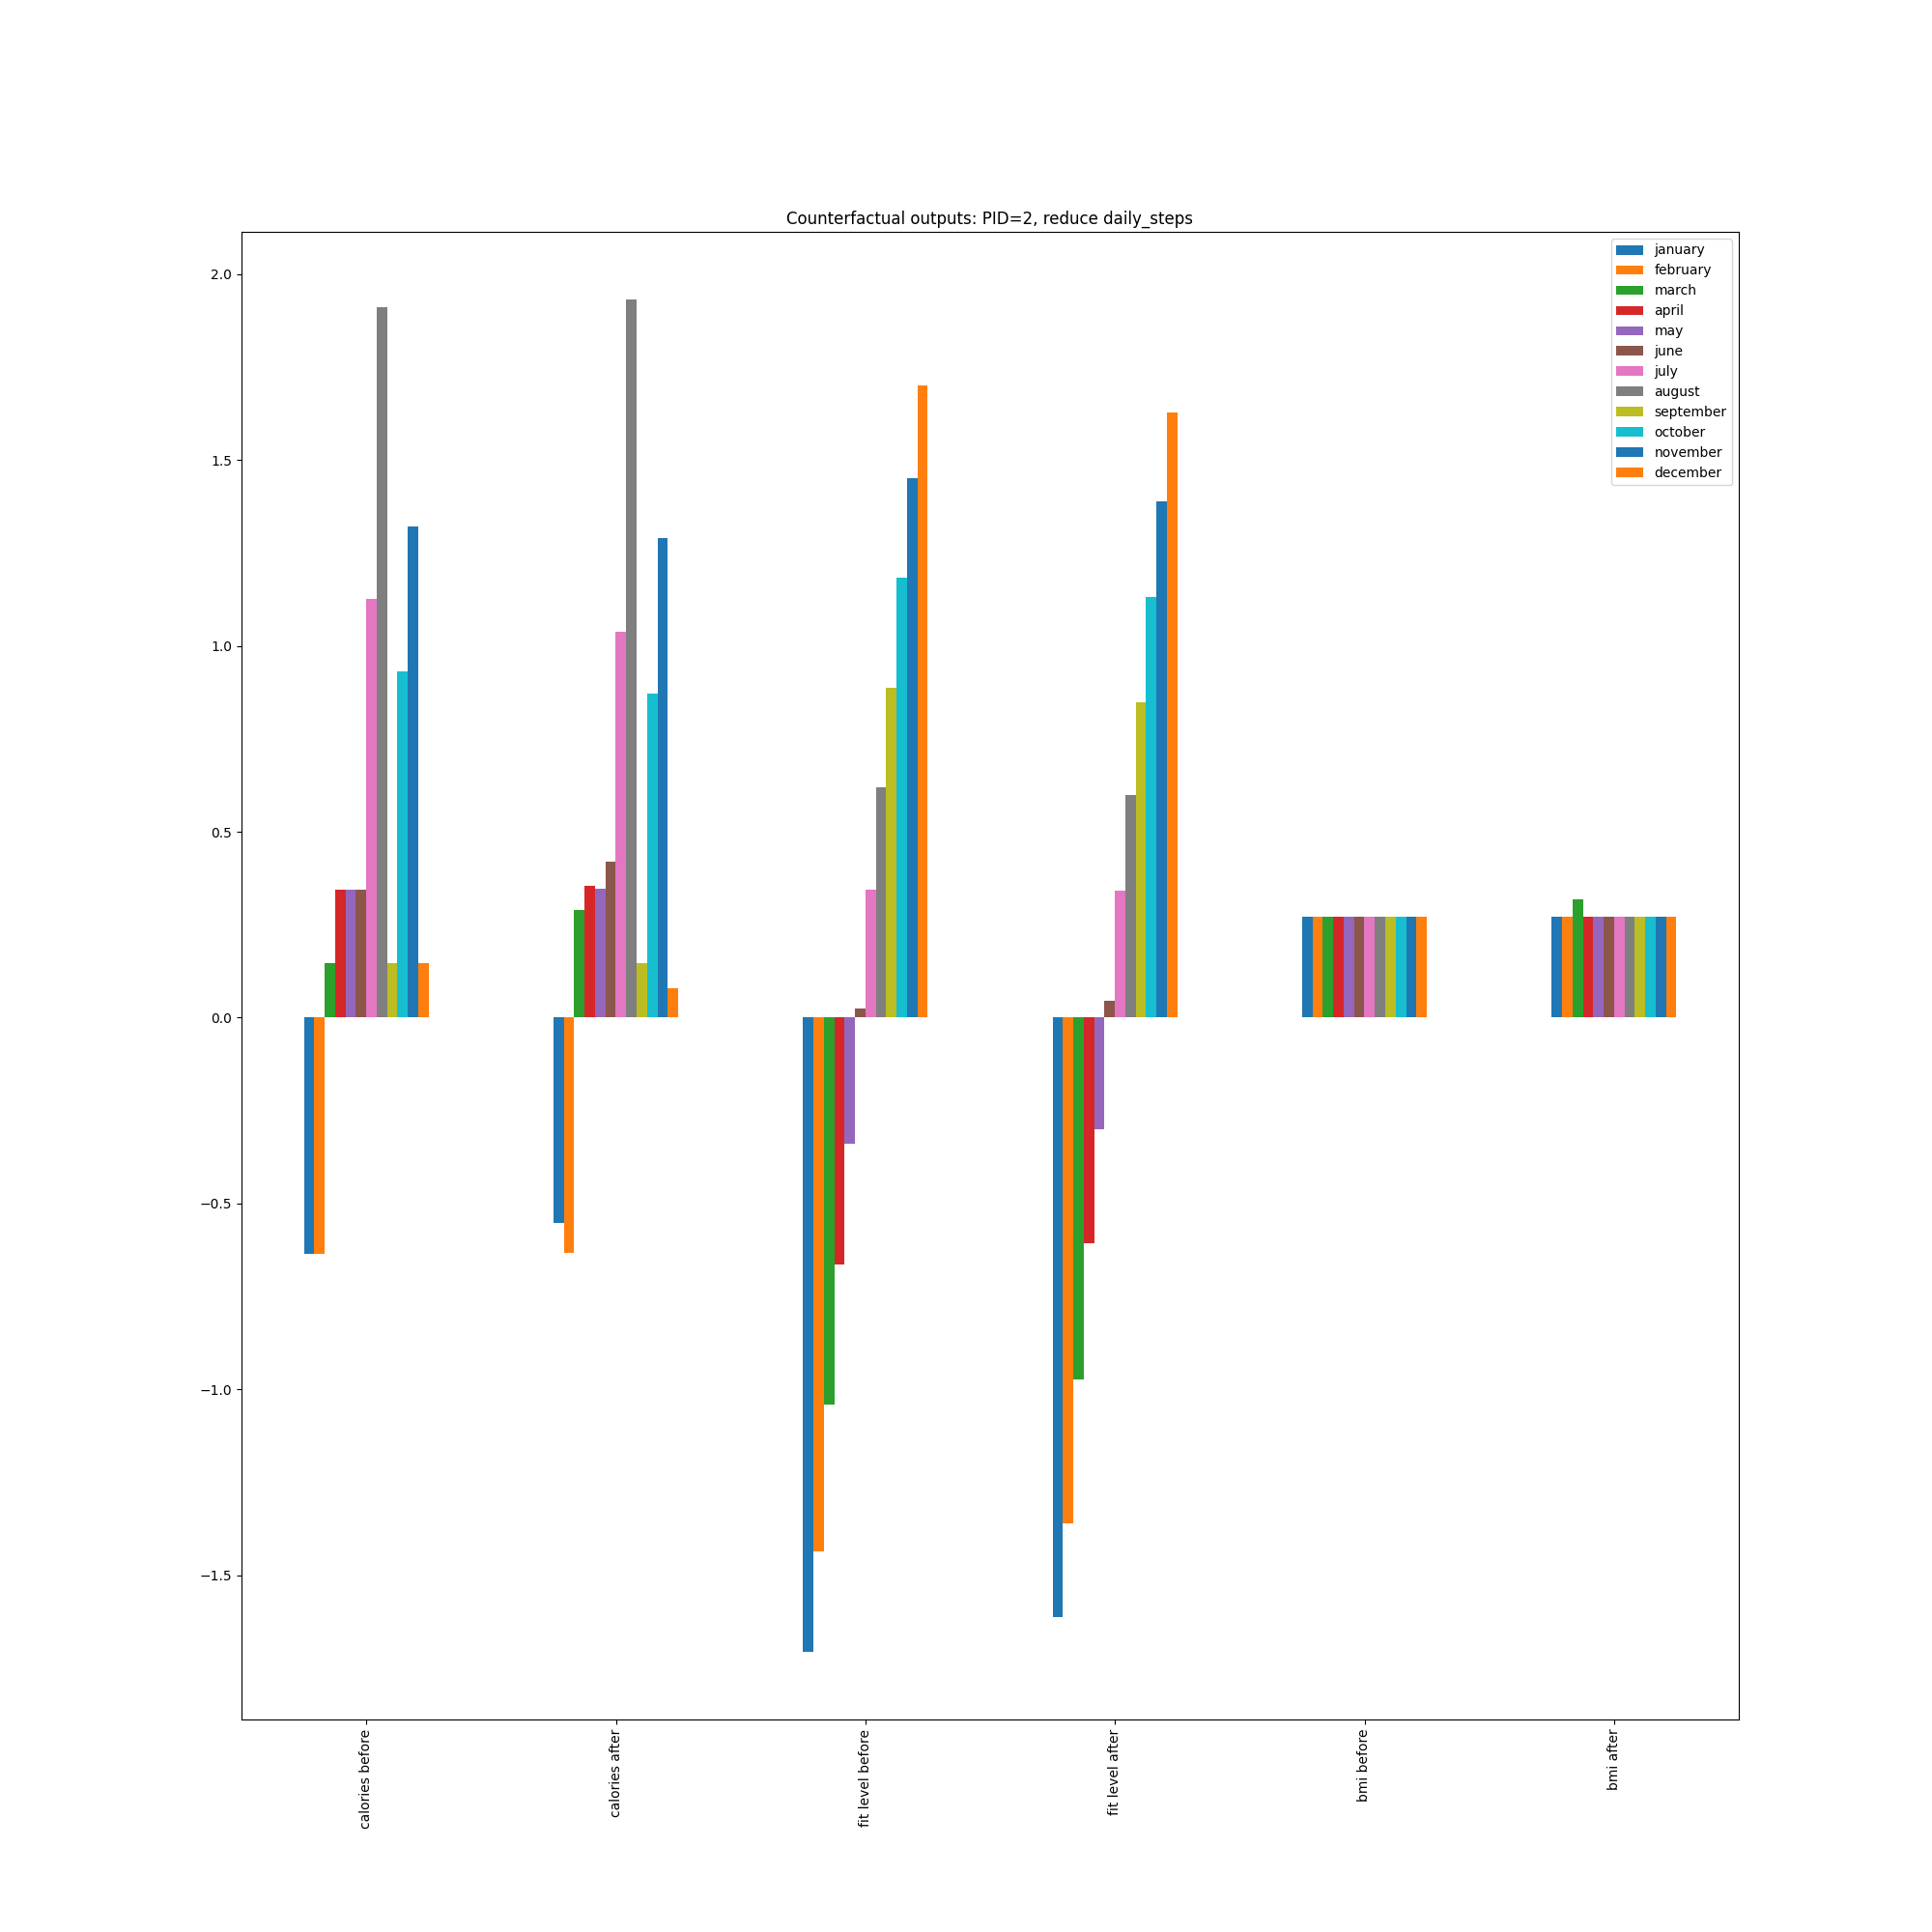 Counterfactual outputs: PID=2, reduce daily_steps
january
february
march
april
may
june
july
august
september
october
november
december
2.0
1.5
1.0
0.5
0.0
−0.5
−1.0
−1.5
calories before
calories after
fit level before
fit level after
bmi before
bmi after